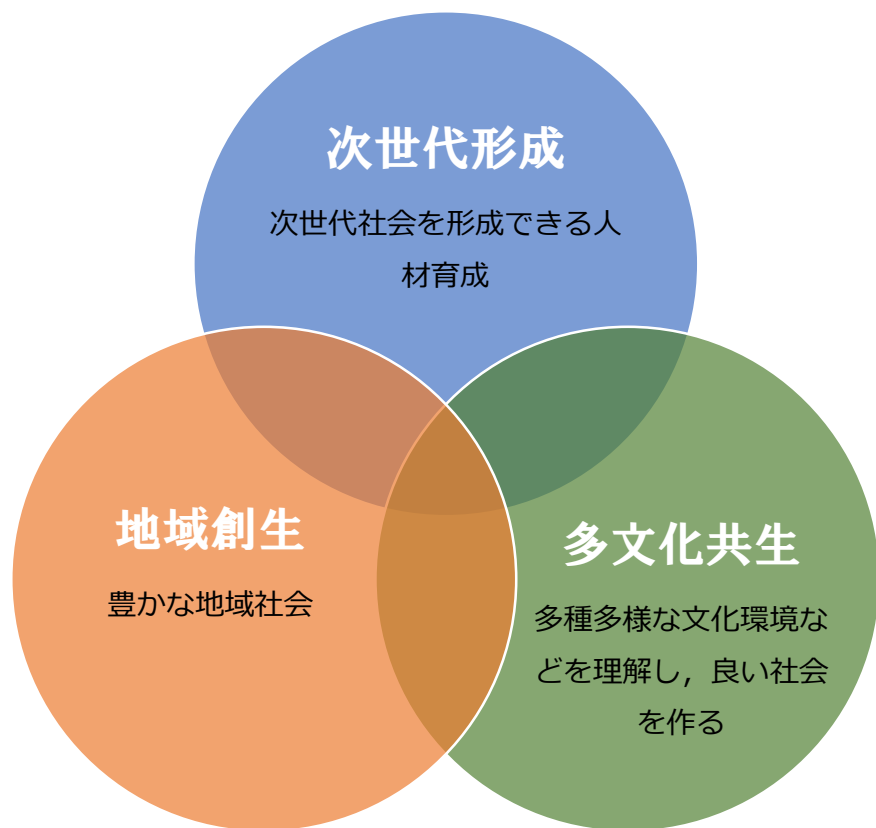 次世代形成
次世代社会を形成できる人
材育成
地域創生
豊かな地域社会
多文化共生
多種多様な文化環境な
どを理解し，良い社会
を作る